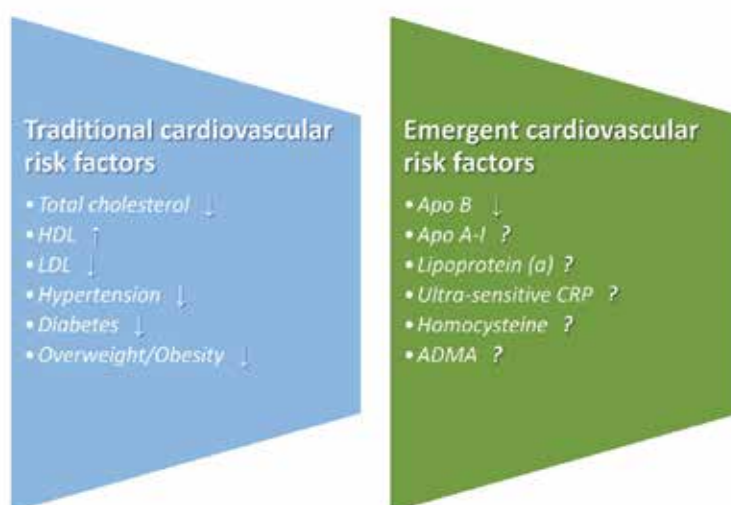 Traditional cardiovascular
risk factors
• Total cholesterol ↓
• HDL ↑
• LDL ↓
• Hypertension ↓
• Diabetes ↓
• Overweight/Obesity ↓
Emergent cardiovascular
risk factors
• Apo B ↓
• Apo A-I ?
• Lipoprotein (a) ?
• Ultra-sensitive CRP ?
• Homocysteine ?
• ADMA ?